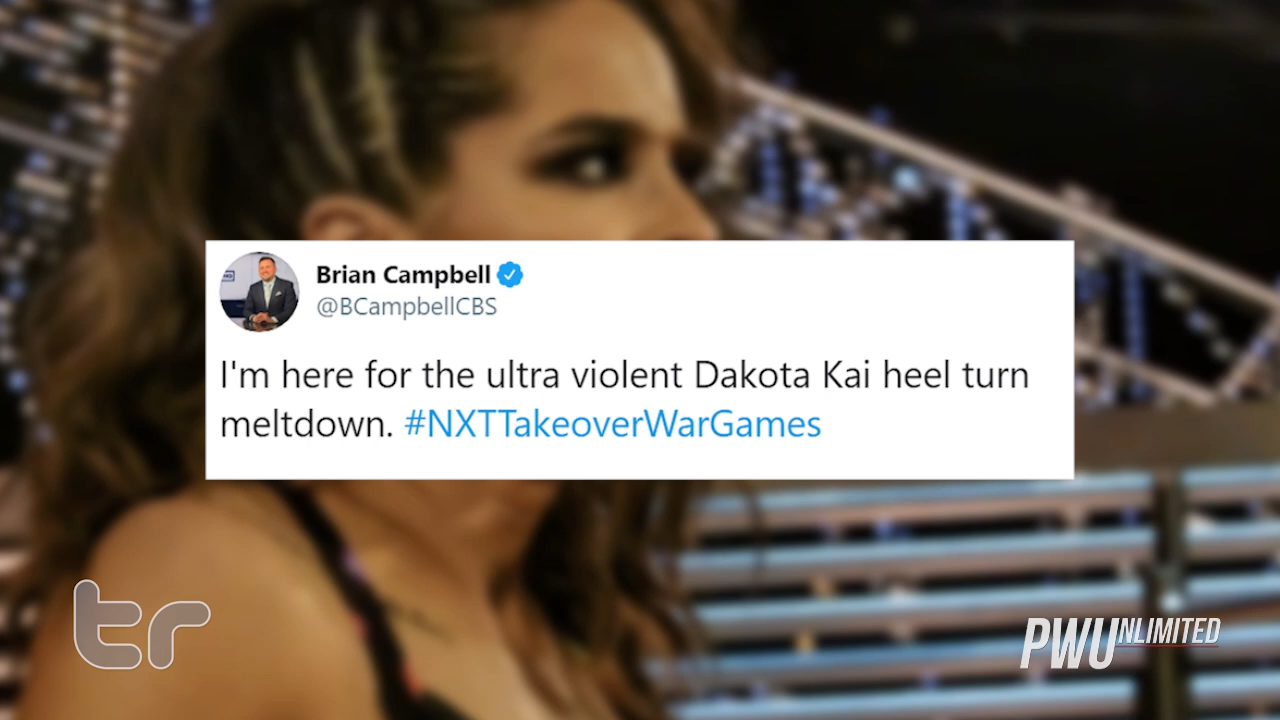 Brian Campbell
@BCampbellCBS
I'm here for the ultra violent Dakota Kai heel turn
meltdown. #NXTTakeoverWarGames
tr
PWUNLIMITED